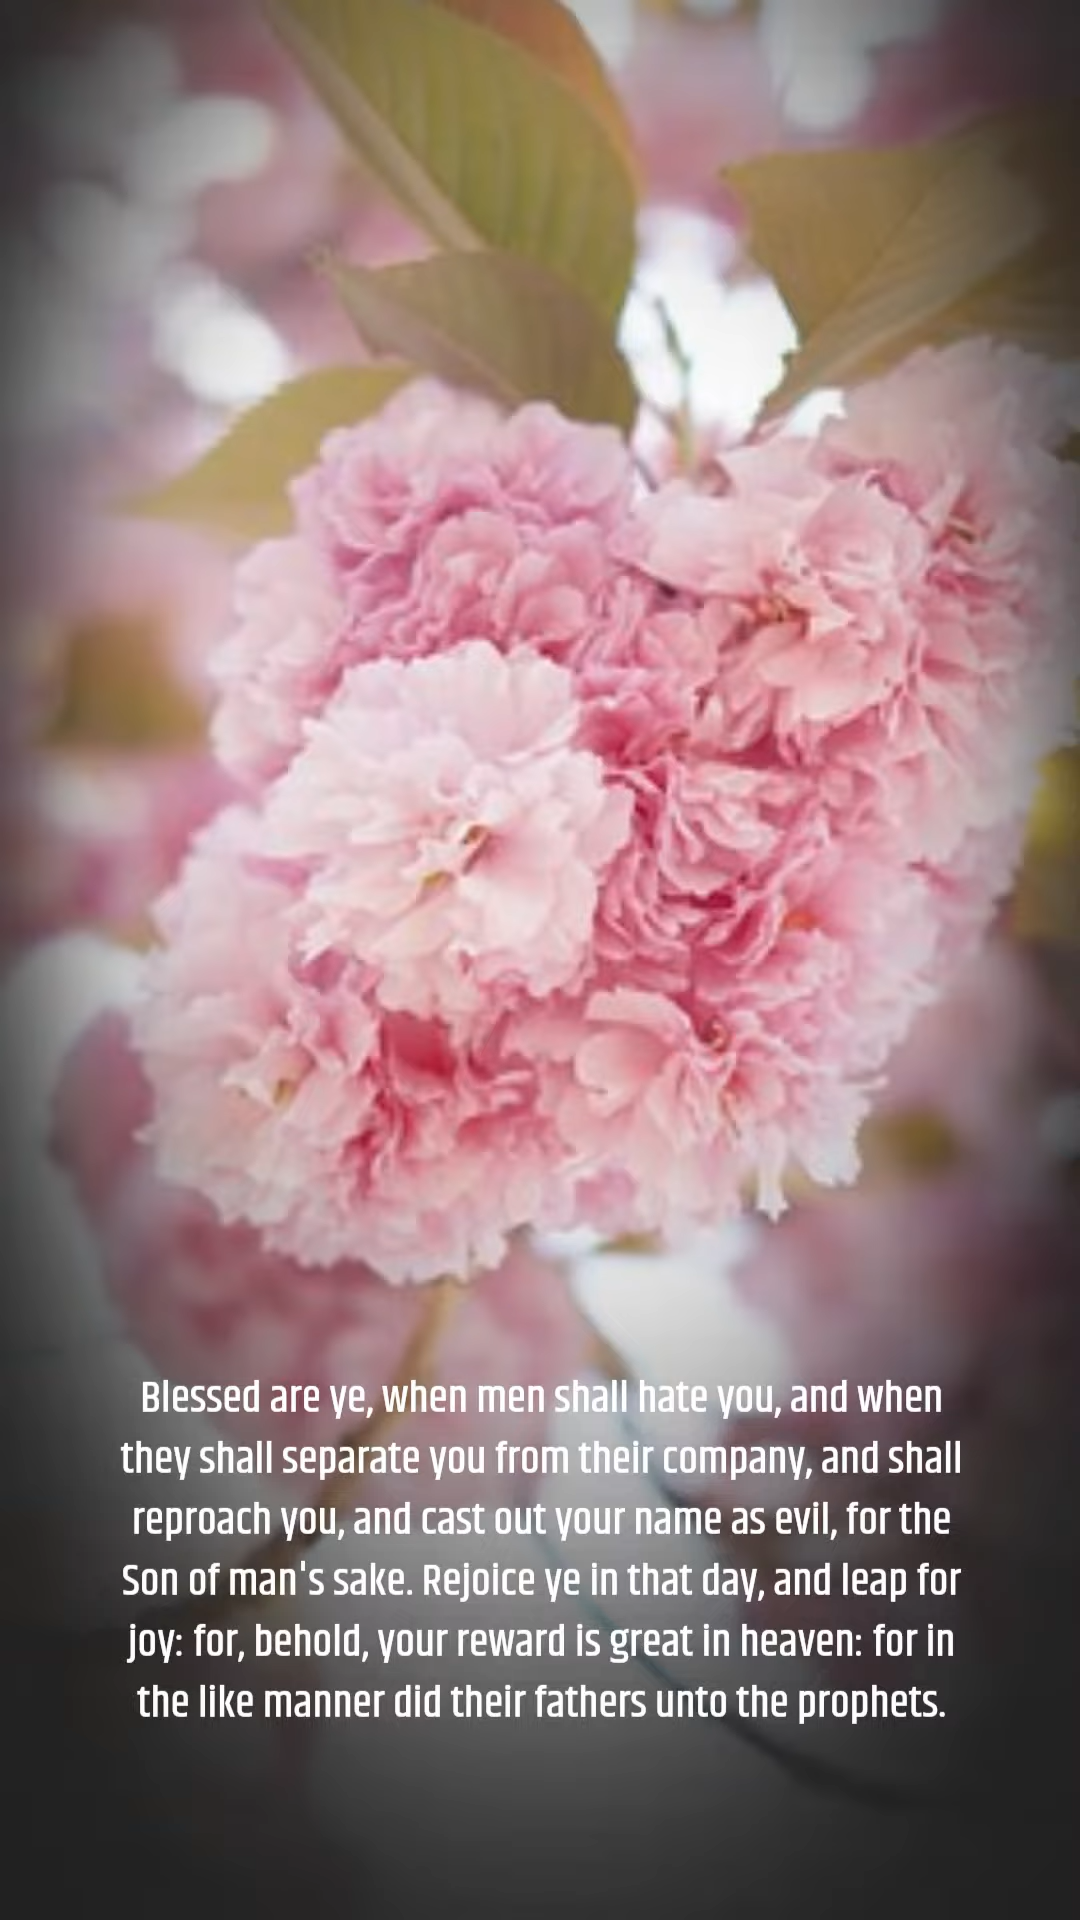 Blessed are ye, when men shall hate you, and when
they shall separate you from their company, and shall
reproach you, and cast out your name as evil, for the
Son of man's sake. Rejoice ye in that day, and leap for
joy: for, behold, your reward is great in heaven: for in
the like manner did their fathers unto the prophets.